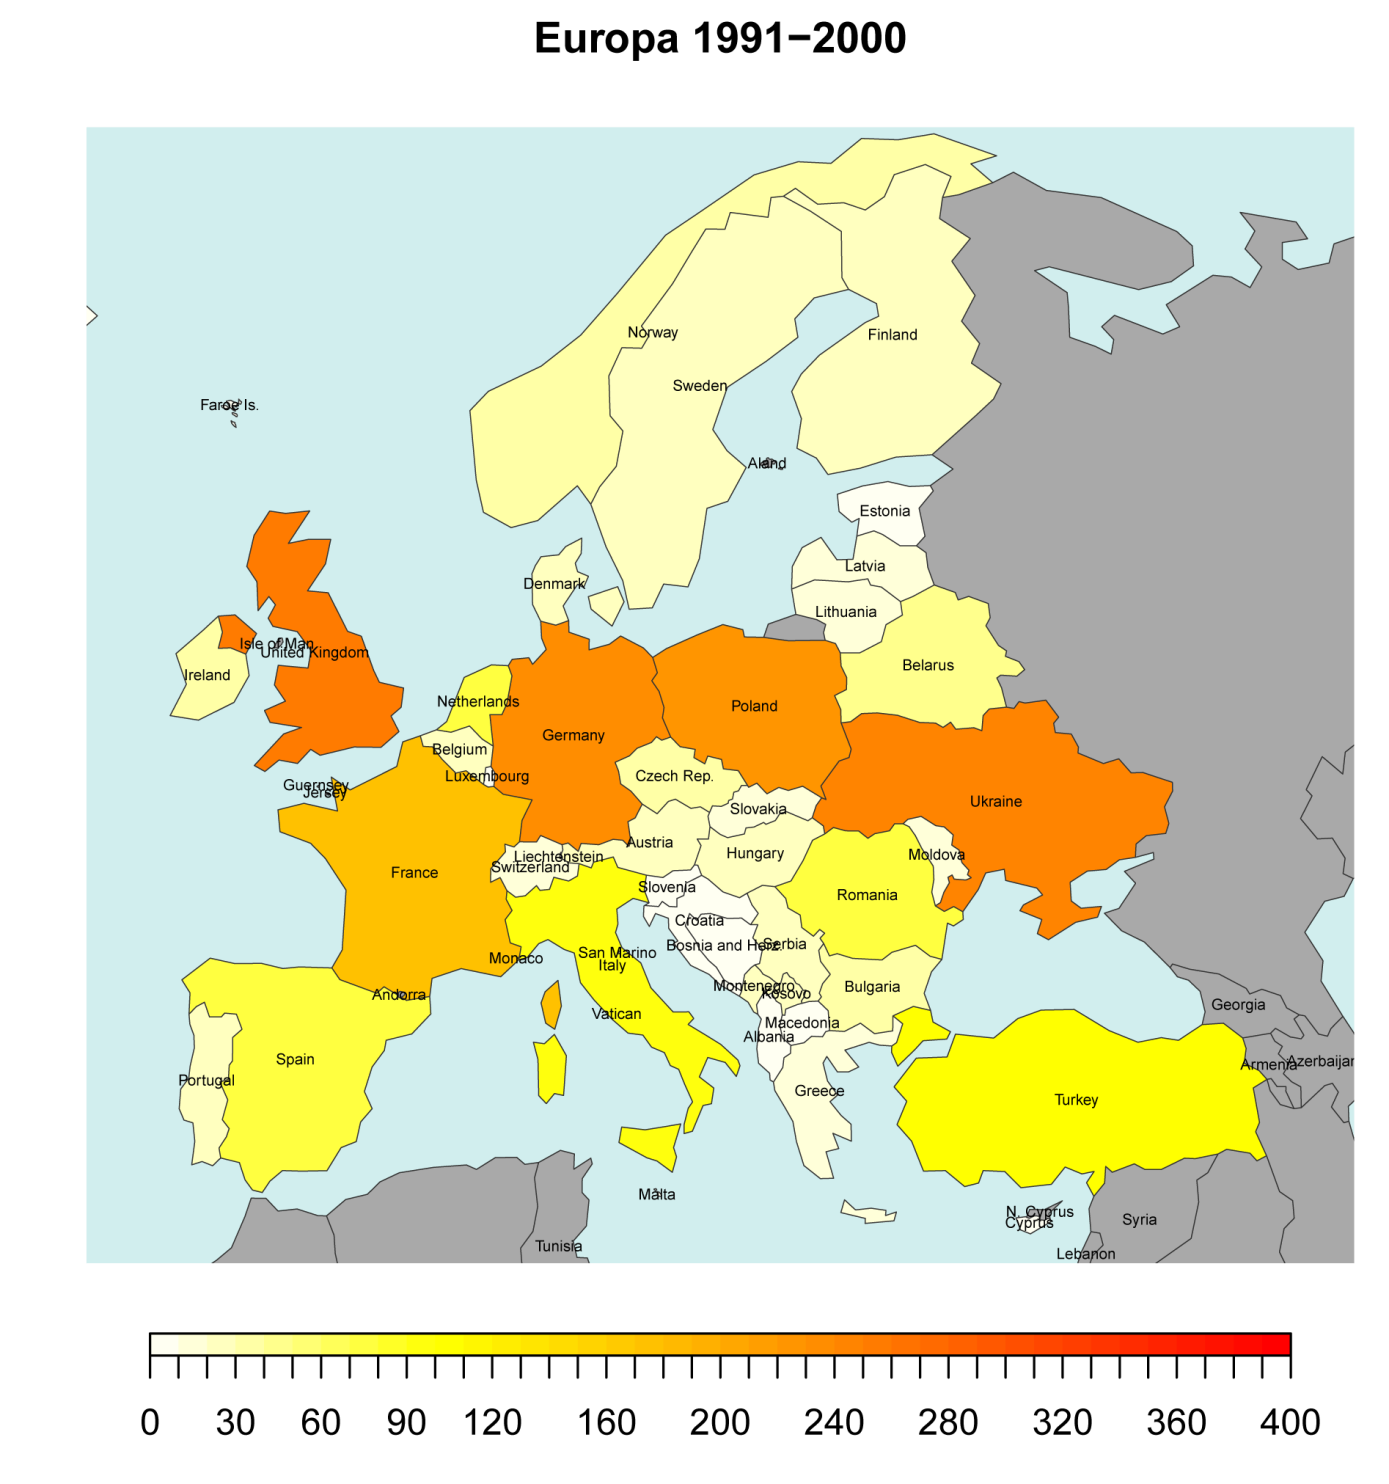 Europa 1991−2000
Norway
Finland
Sweden
Faroe Is.
Aland
Estonia
Latvia
Denmark
Lithuania
Isle of Man
United Kingdom
Belarus
Ireland
Netherlands
Poland
Germany
Belgium
Luxembourg
Czech Rep.
Guernsey
Jersey
Ukraine
Slovakia
Austria
Hungary
Moldova
Liechtenstein
Switzerland
France
Slovenia
Romania
Croatia
Bosnia and Herz.
Serbia
San Marino
Monaco
Italy
Montenegro
Kosovo
Bulgaria
Andorra
Georgia
Vatican
Macedonia
Albania
Spain
Armenia
Azerbaijan
Portugal
Greece
Turkey
Malta
N. Cyprus
Cyprus
Syria
Tunisia
Lebanon
0 30 60 90 120 160 200 240 280 320 360 400